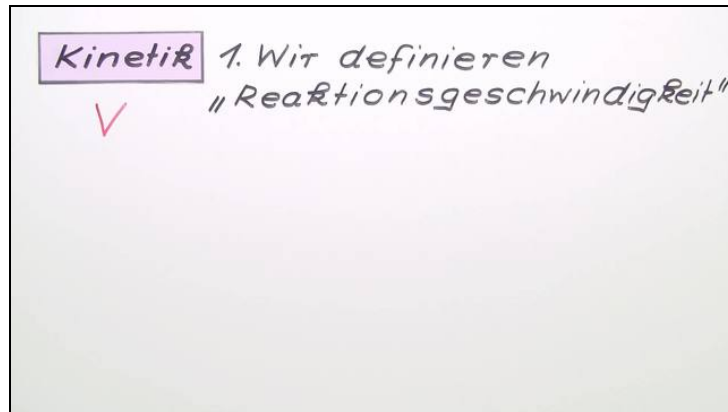 Kinetik 1. Wir definieren
„Reaktionsgeschwindigkeit"
V